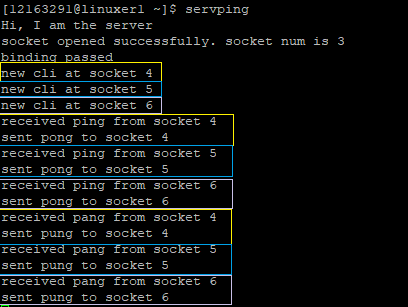 [12163291@linuxer1 ~]$ servping
Hi, I am the server
socket opened successfully. socket num is 3
binding passed
new cli at socket 4
new cli at socket 5
new cli at socket 6
received ping from socket 4
sent pong to socket 4
received ping from socket 5
sent pong to socket 5
received ping from socket 6
sent pong to socket 6
received pang from socket 4
sent pung to socket 4
received pang from socket 5
sent pung to socket 5
received pang from socket 6
sent pung to socket 6